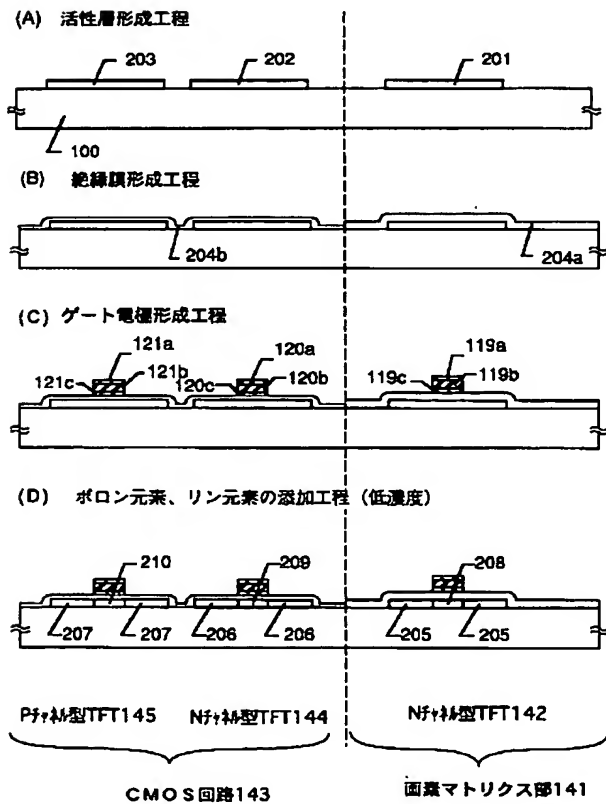 (A) 活性層形成工程
203 202 201
100
(B) 絶縁膜形成工程
204b 204a
(C) ゲート電極形成工程
121a 120a 119a
121c 121b 120c 120b 119c 119b
(D) ボロン元素、リン元素の添加工程 (低濃度)
210 209 208
207 207 206 206 205 205
Pチャネル型TFT145 Nチャネル型TFT144 Nチャネル型TFT142
CMOS回路143 画素マトリクス部141